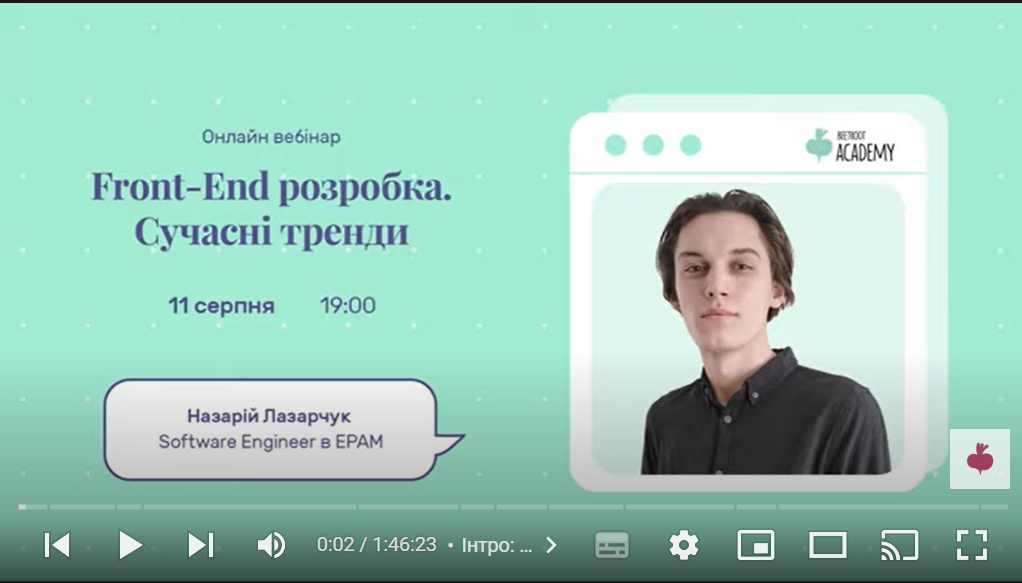 Онлайн вебінар
Front-End розробка.
Сучасні тренди
11 серпня 19:00
Назарій Лазарчук
Software Engineer в EPAM
BEETROOT
ACADEMY
0:02 / 1:46:23 • Інтро: ...